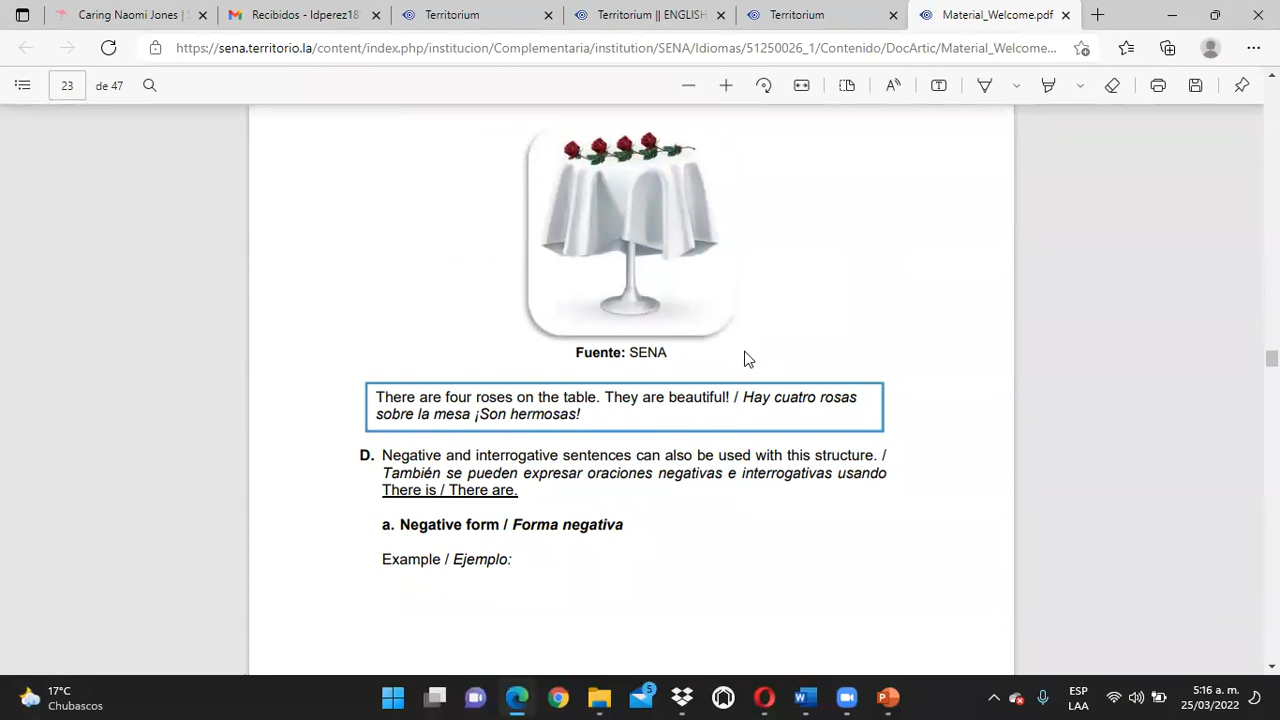 Caring Naomi Jones |
Recibidos - ldperez18
Territorium
Territorium || ENGLISH
Territorium
Material_Welcome.pdf
https://sena.territorio.la/content/index.php/institucion/Complementaria/institution/SENA/Idiomas/51250026_1/Contenido/DocArtic/Material_Welcome...
23 de 47
Fuente: SENA
There are four roses on the table. They are beautiful! / Hay cuatro rosas
sobre la mesa ¡Son hermosas!
D. Negative and interrogative sentences can also be used with this structure. /
También se pueden expresar oraciones negativas e interrogativas usando
There is / There are.
a. Negative form / Forma negativa
Example / Ejemplo:
17°C
Chubascos
5
ESP
LAA
5:16 a. m.
25/03/2022